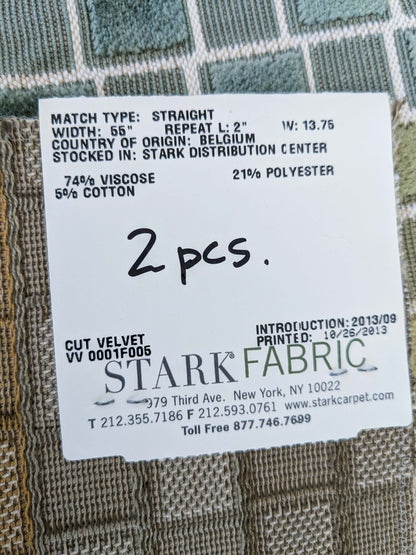 MATCH TYPE: STRAIGHT
WIDTH: 55" REPEAT L: 2" W: 13.75
COUNTRY OF ORIGIN: BELGIUM
STOCKED IN: STARK DISTRIBUTION CENTER
74% VISCOSE 21% POLYESTER
5% COTTON
2 pcs.
CUT VELVET
VV 0001F005
INTRODUCTION: 2013/09
PRINTED: 10/26/2013
STARK® FABRIC
979 Third Ave. New York, NY 10022
T 212.355.7186 F 212.593.0761 www.starkcarpet.com
Toll Free 877.746.7699